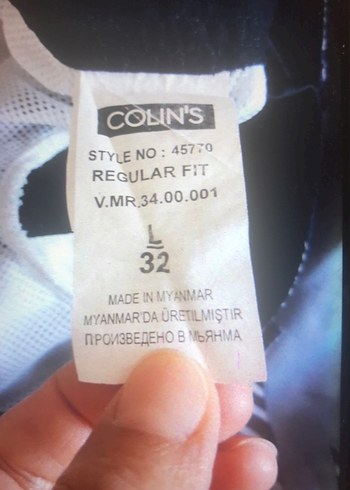 COLIN'S
STYLE NO : 45770
REGULAR FIT
V.MR.34.00.001
L
32
MADE IN MYANMAR
MYANMAR'DA ÜRETILMIŞTIR
ПРОИЗВЕДЕНО В МЬЯНМА